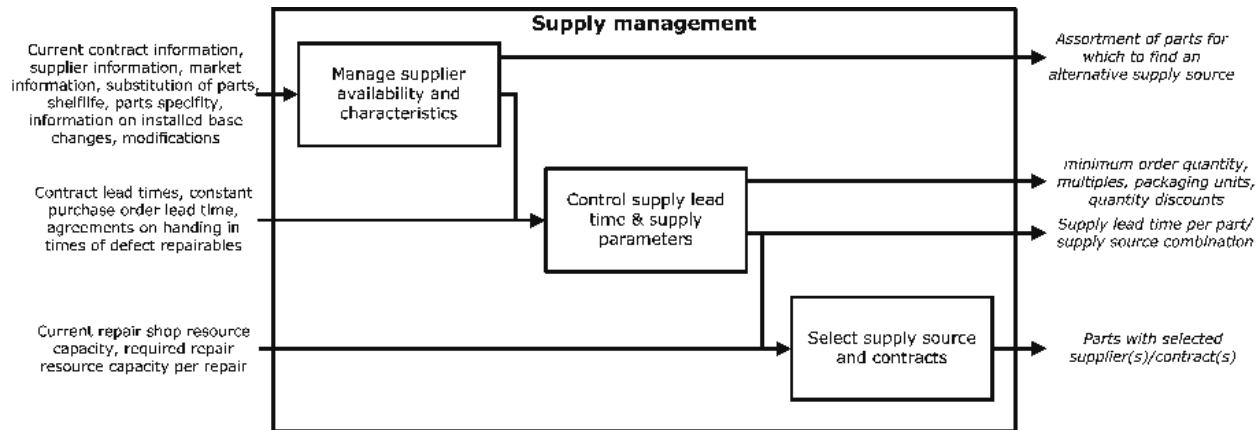 Supply management
Current contract information,
supplier information, market
information, substitution of parts,
shelflife, parts specifity,
information on installed base
changes, modifications
Manage supplier
availability and
characteristics
Assortment of parts for
which to find an
alternative supply source
Contract lead times, constant
purchase order lead time,
agreements on handing in
times of defect repairables
Control supply lead
time & supply
parameters
minimum order quantity,
multiples, packaging units,
quantity discounts
Supply lead time per part/
supply source combination
Current repair shop resource
capacity, required repair
resource capacity per repair
Select supply source
and contracts
Parts with selected
supplier(s)/contract(s)